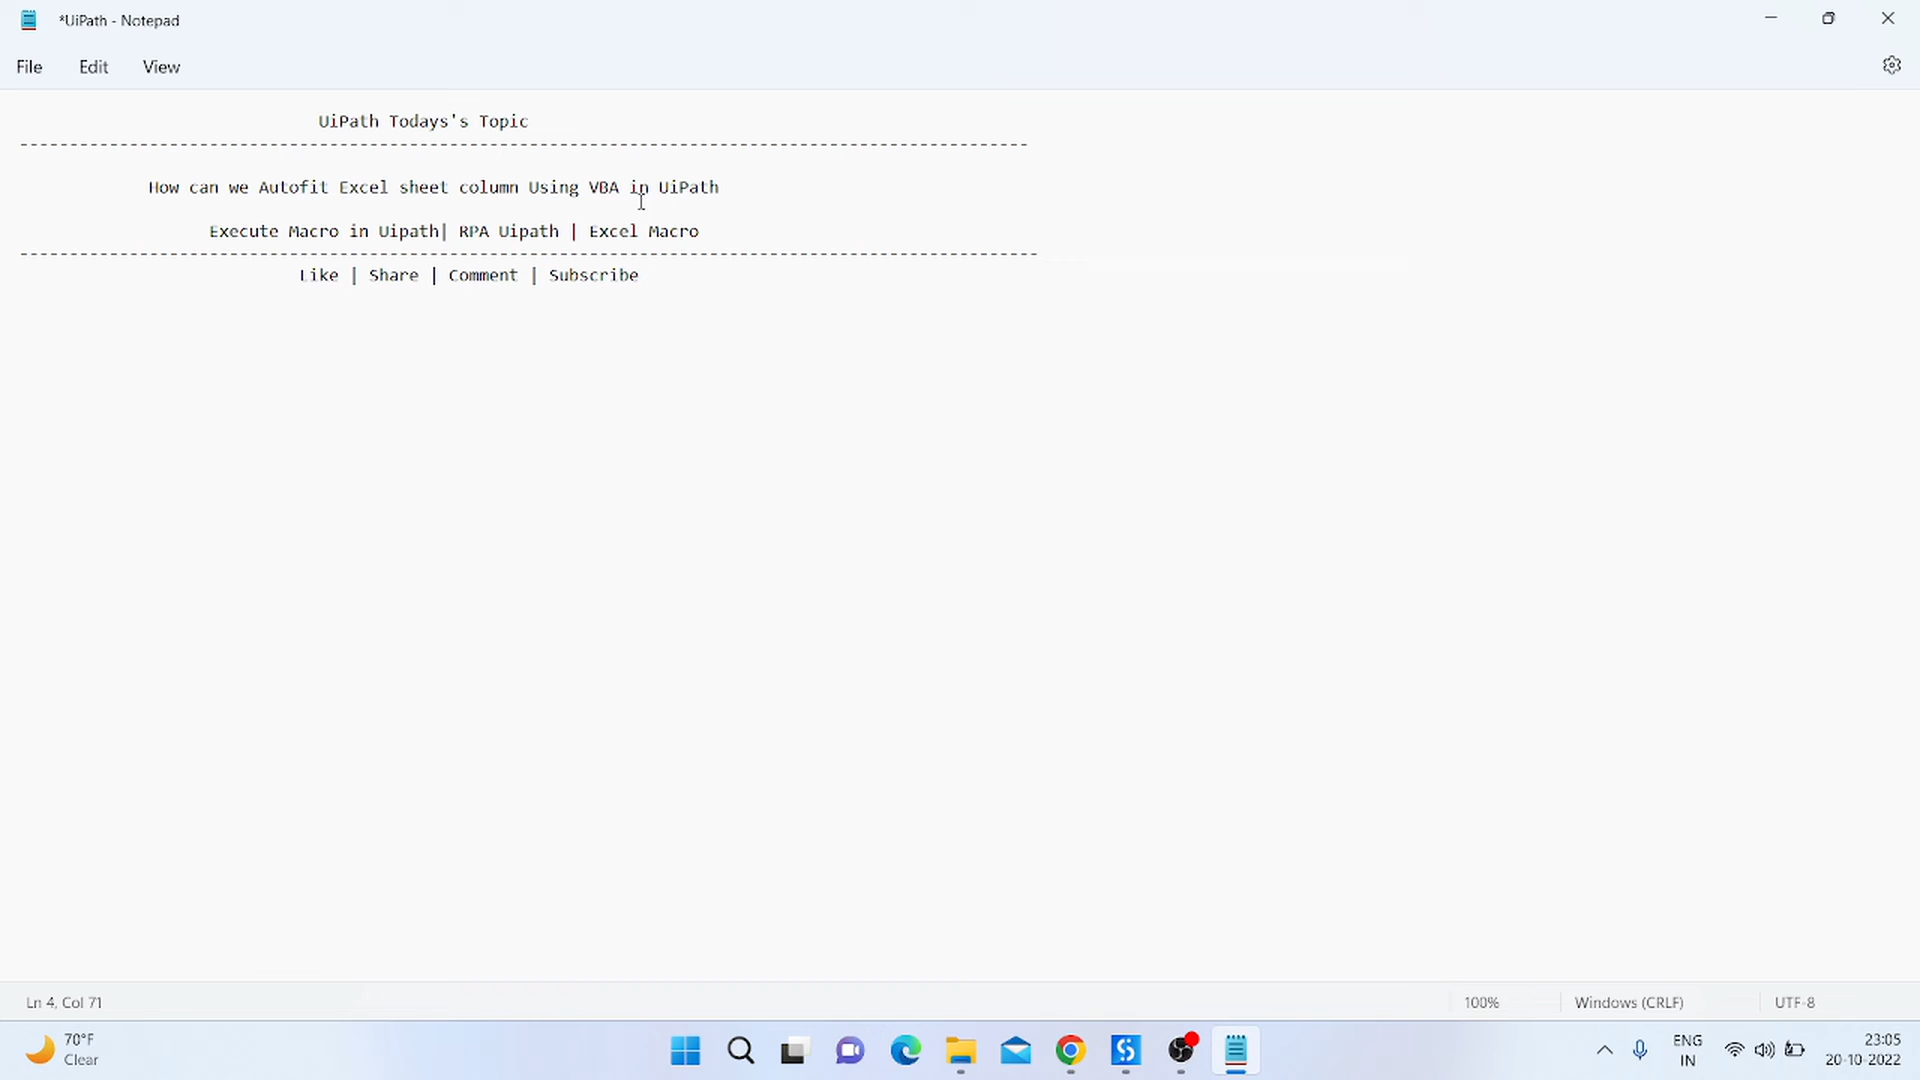 *UiPath - Notepad
File Edit View
UiPath Todays's Topic
-----------------------------------------------------------------------------------------------------
How can we Autofit Excel sheet column Using VBA in UiPath
Execute Macro in Uipath| RPA Uipath | Excel Macro
------------------------------------------------------------------------------------------------------
Like | Share | Comment | Subscribe
Ln 4, Col 71 100% Windows (CRLF) UTF-8
70°F
Clear
ENG
IN
23:05
20-10-2022